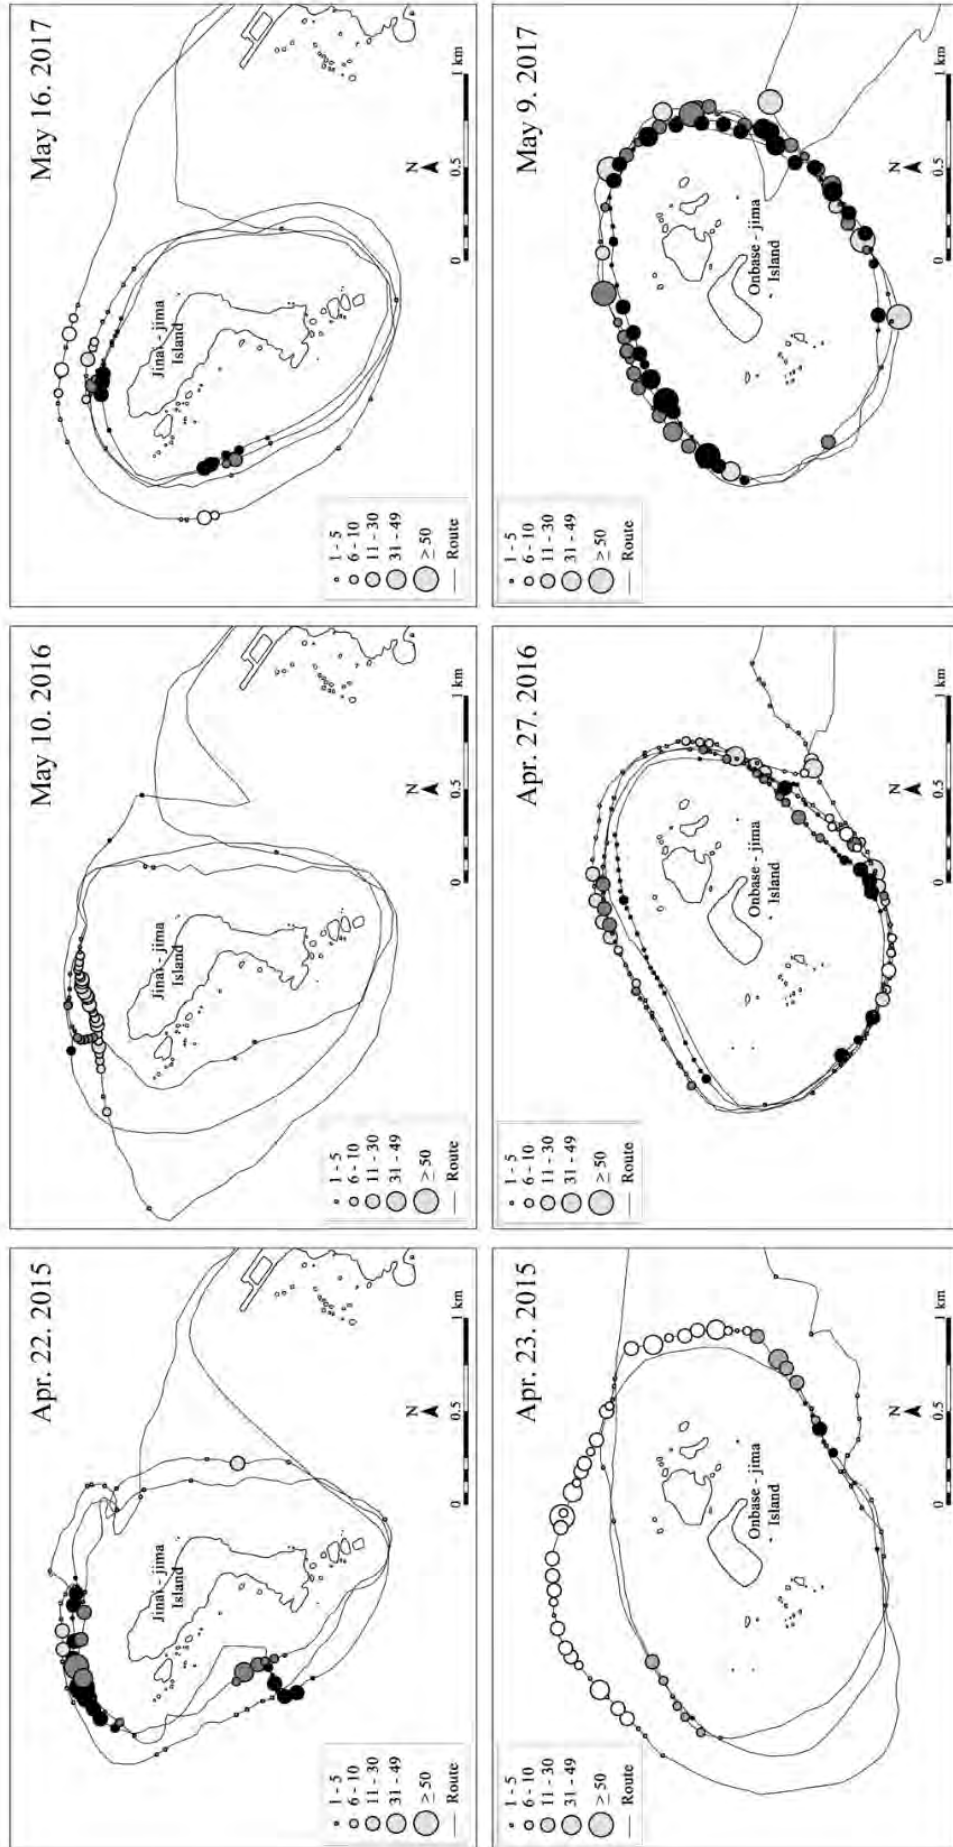 Apr. 22. 2015
Jinai - jima
Island
1 - 5
6 - 10
11 - 30
31 - 49
≥ 50
Route
N
0 0.5 1 km
May 10. 2016
Jinai - jima
Island
1 - 5
6 - 10
11 - 30
31 - 49
≥ 50
Route
N
0 0.5 1 km
May 16. 2017
Jinai - jima
Island
1 - 5
6 - 10
11 - 30
31 - 49
≥ 50
Route
N
0 0.5 1 km
Apr. 23. 2015
Onbase - jima
Island
1 - 5
6 - 10
11 - 30
31 - 49
≥ 50
Route
N
0 0.5 1 km
Apr. 27. 2016
Onbase - jima
Island
1 - 5
6 - 10
11 - 30
31 - 49
≥ 50
Route
N
0 0.5 1 km
May 9. 2017
Onbase - jima
Island
1 - 5
6 - 10
11 - 30
31 - 49
≥ 50
Route
N
0 0.5 1 km